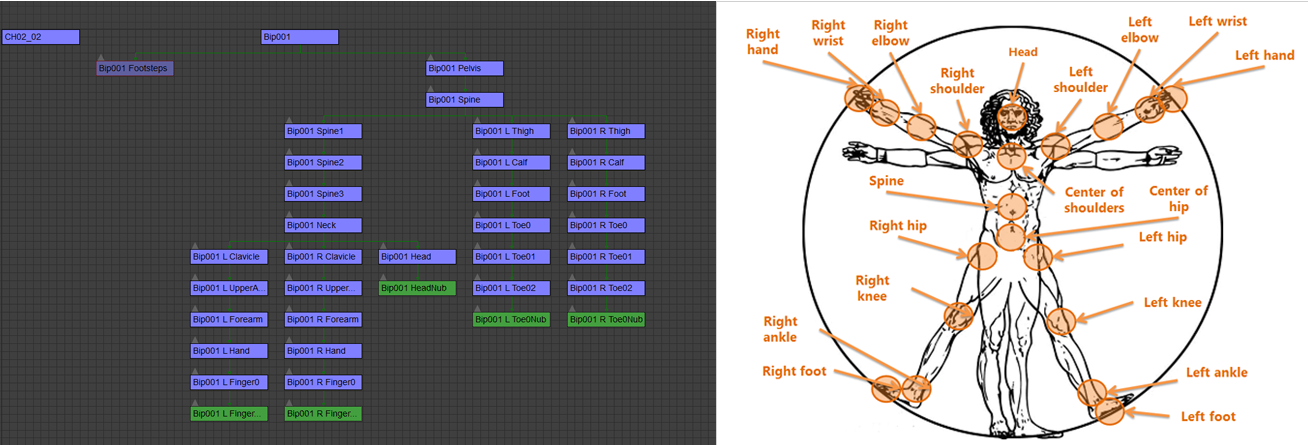 CH02_02
Bip001
Bip001 Footsteps
Bip001 Pelvis
Bip001 Spine
Bip001 Spine1
Bip001 L Thigh
Bip001 R Thigh
Bip001 Spine2
Bip001 L Calf
Bip001 R Calf
Bip001 Spine3
Bip001 L Foot
Bip001 R Foot
Bip001 Neck
Bip001 L Toe0
Bip001 R Toe0
Bip001 L Clavicle
Bip001 R Clavicle
Bip001 Head
Bip001 L Toe01
Bip001 R Toe01
Bip001 L UpperA...
Bip001 R Upper...
Bip001 HeadNub
Bip001 L Toe02
Bip001 R Toe02
Bip001 L Forearm
Bip001 R Forearm
Bip001 L Toe0Nub
Bip001 R Toe0Nub
Bip001 L Hand
Bip001 R Hand
Bip001 L Finger0
Bip001 R Finger0
Bip001 L Finger...
Bip001 R Finger...
Right
hand
Right
wrist
Right
elbow
Right
shoulder
Head
Left
shoulder
Left
elbow
Left wrist
Left hand
Spine
Center of
shoulders
Center of
hip
Right hip
Left hip
Right
knee
Left knee
Right
ankle
Left ankle
Right foot
Left foot